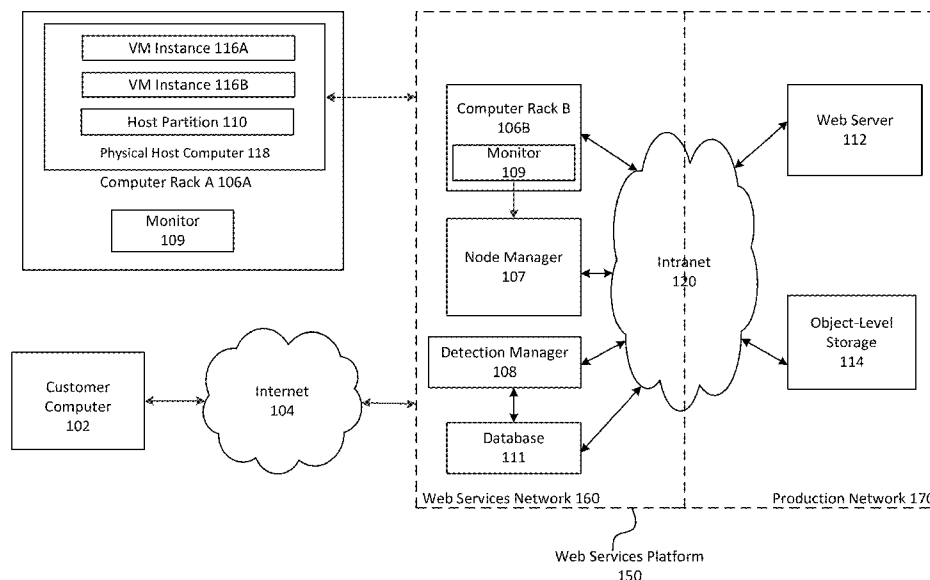 VM Instance 116A
VM Instance 116B
Host Partition 110
Physical Host Computer 118
Computer Rack A 106A
Monitor
109
Computer Rack B
106B
Monitor
109
Node Manager
107
Detection Manager
108
Database
111
Intranet
120
Web Server
112
Object-Level
Storage
114
Customer
Computer
102
Internet
104
Web Services Network 160
Production Network 170
Web Services Platform
150